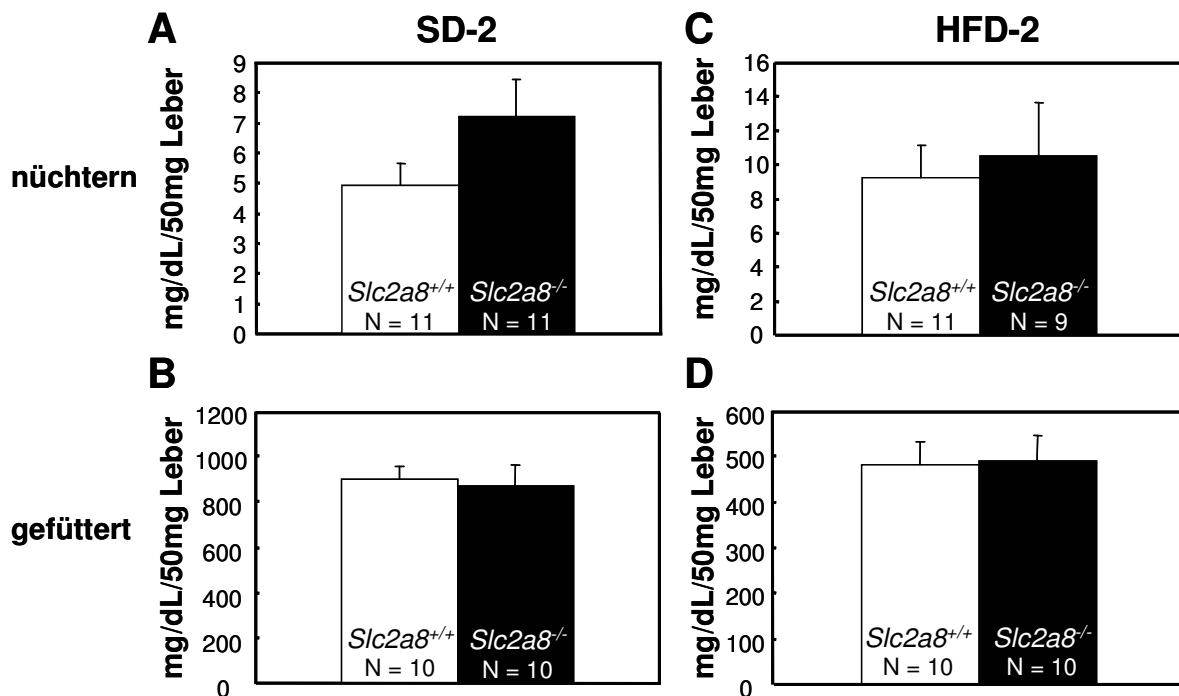 A
SD-2
nüchtern
mg/dL/50mg Leber
9
8
7
6
5
4
3
2
1
0
Slc2a8+/+
N = 11
Slc2a8-/-
N = 11
C
HFD-2
mg/dL/50mg Leber
16
14
12
10
8
6
4
2
0
Slc2a8+/+
N = 11
Slc2a8-/-
N = 9
B
gefüttert
mg/dL/50mg Leber
1200
1000
800
600
400
200
0
Slc2a8+/+
N = 10
Slc2a8-/-
N = 10
D
mg/dL/50mg Leber
600
500
400
300
200
100
0
Slc2a8+/+
N = 10
Slc2a8-/-
N = 10